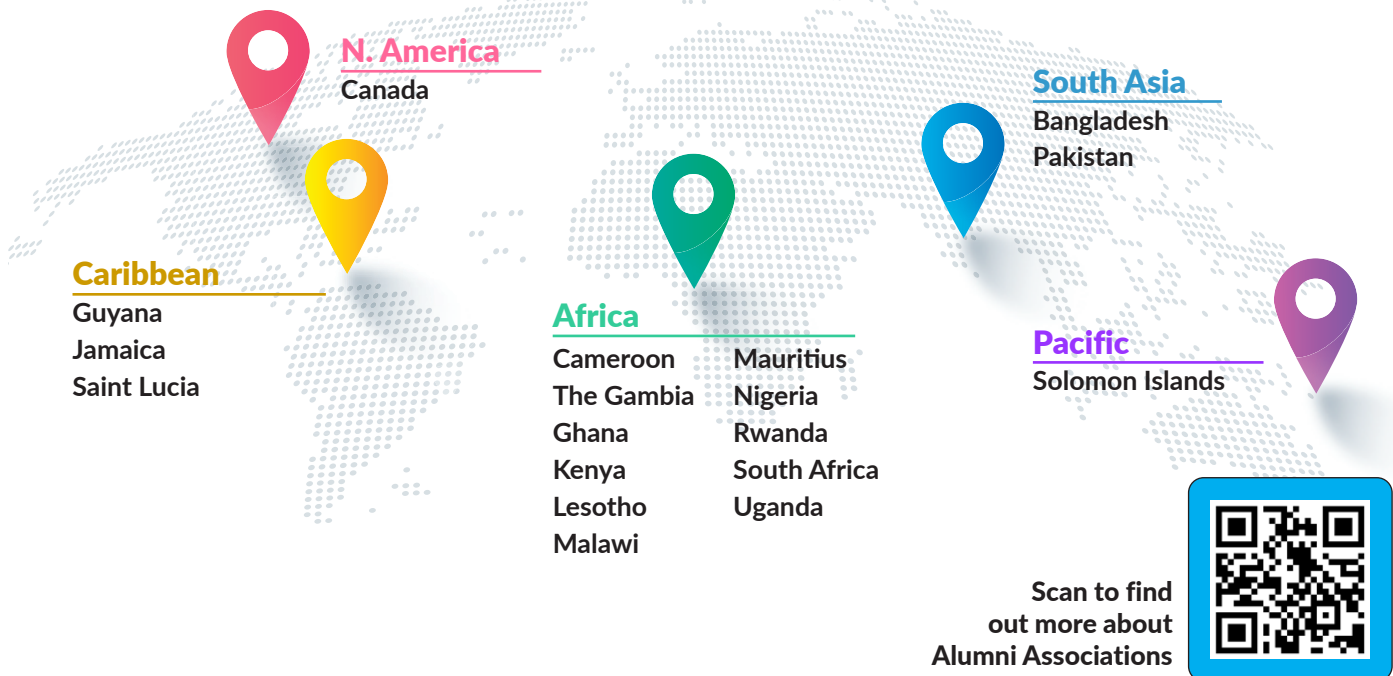 N. America
Canada
Caribbean
Guyana
Jamaica
Saint Lucia
Africa
Cameroon
The Gambia
Ghana
Kenya
Lesotho
Malawi
Mauritius
Nigeria
Rwanda
South Africa
Uganda
South Asia
Bangladesh
Pakistan
Pacific
Solomon Islands
Scan to find
out more about
Alumni Associations